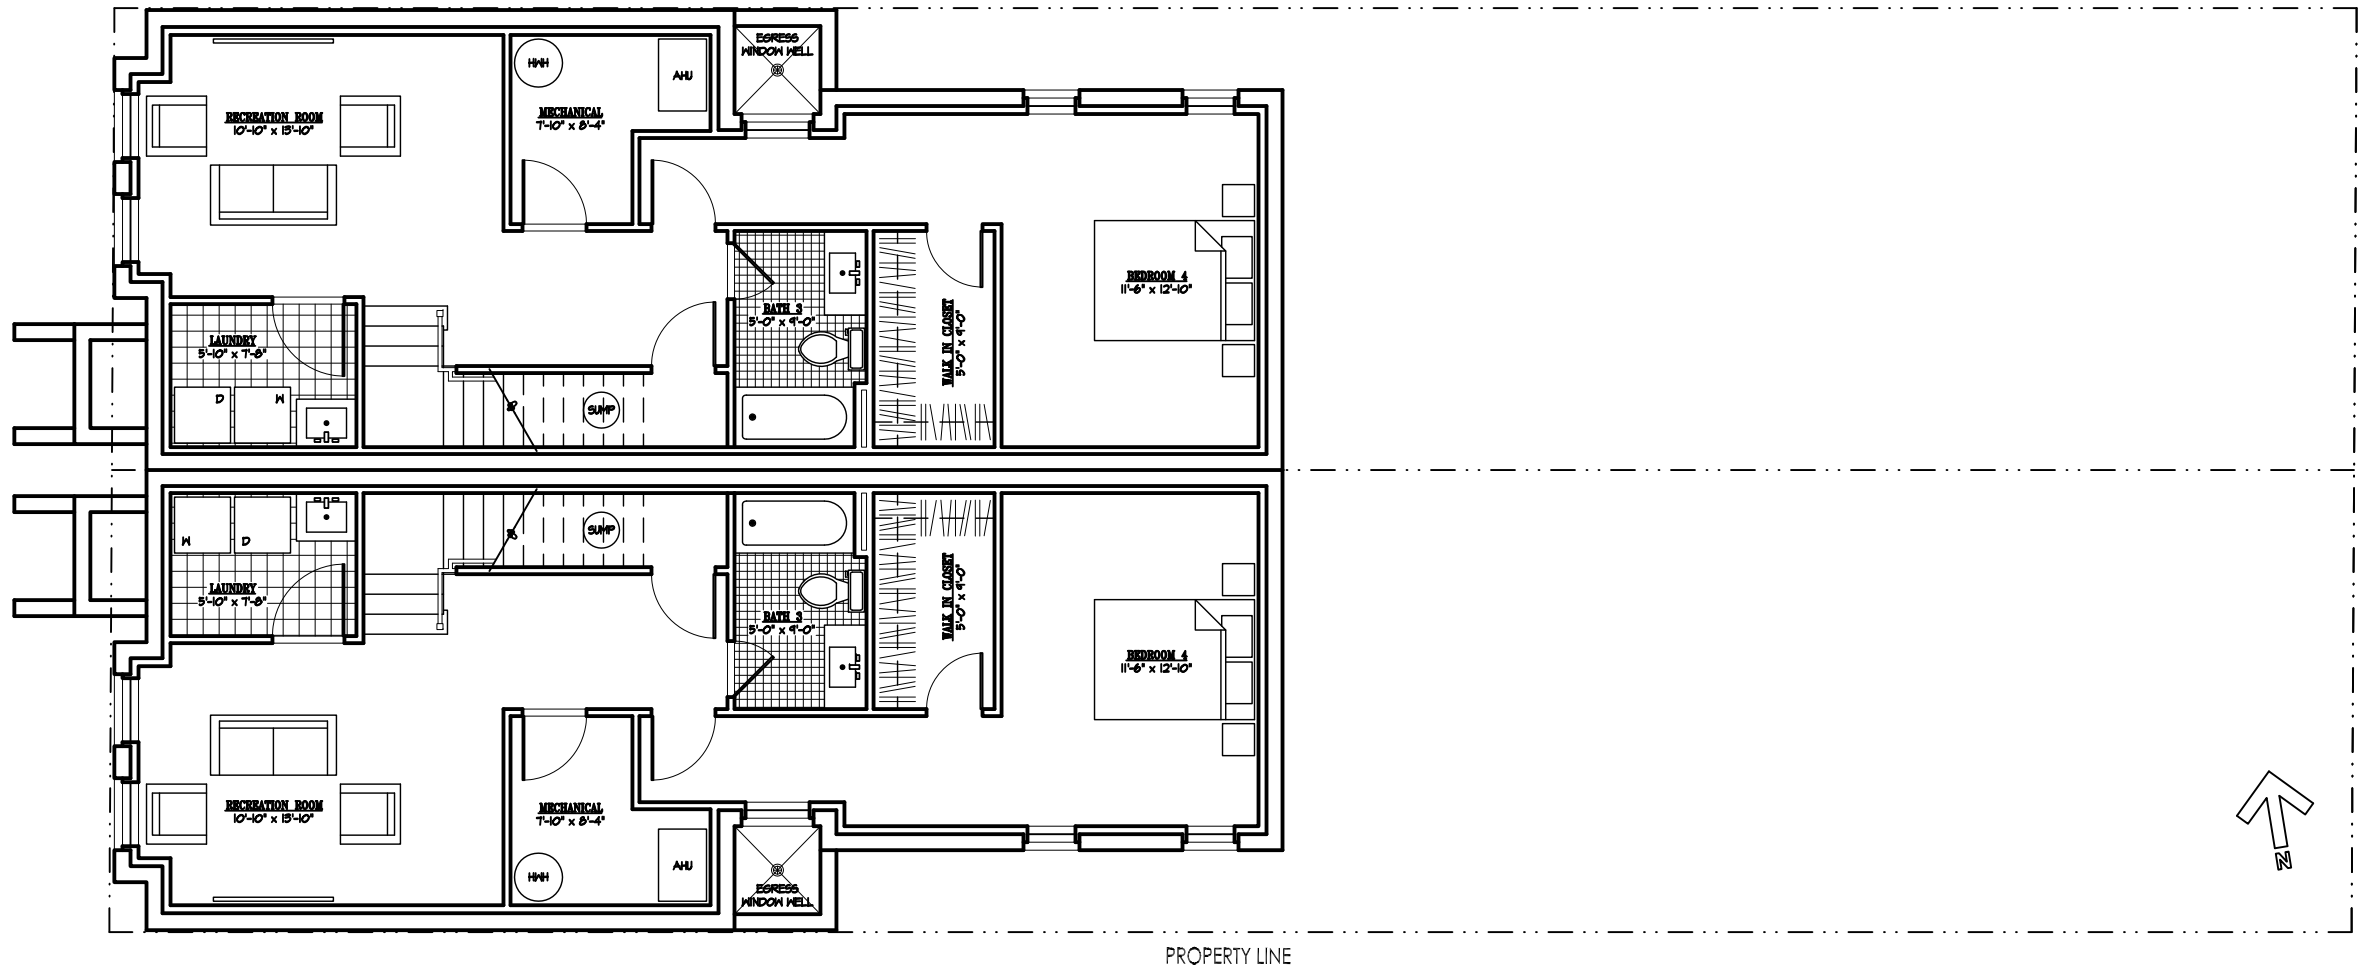 EGRESS
WINDOW WELL
HWH
AHU
RECREATION ROOM
10'-10" x 15'-10"
MECHANICAL
7'-10" x 8'-4"
BEDROOM 4
11'-6" x 12'-10"
BATH 3
5'-0" x 9'-0"
WALK IN CLOSET
5'-0" x 9'-0"
LAUNDRY
5'-10" x 7'-8"
D
W
SUMP
W
D
SUMP
LAUNDRY
5'-10" x 7'-8"
BATH 3
5'-0" x 9'-0"
WALK IN CLOSET
5'-0" x 9'-0"
BEDROOM 4
11'-6" x 12'-10"
RECREATION ROOM
10'-10" x 15'-10"
MECHANICAL
7'-10" x 8'-4"
HWH
AHU
EGRESS
WINDOW WELL
N
PROPERTY LINE